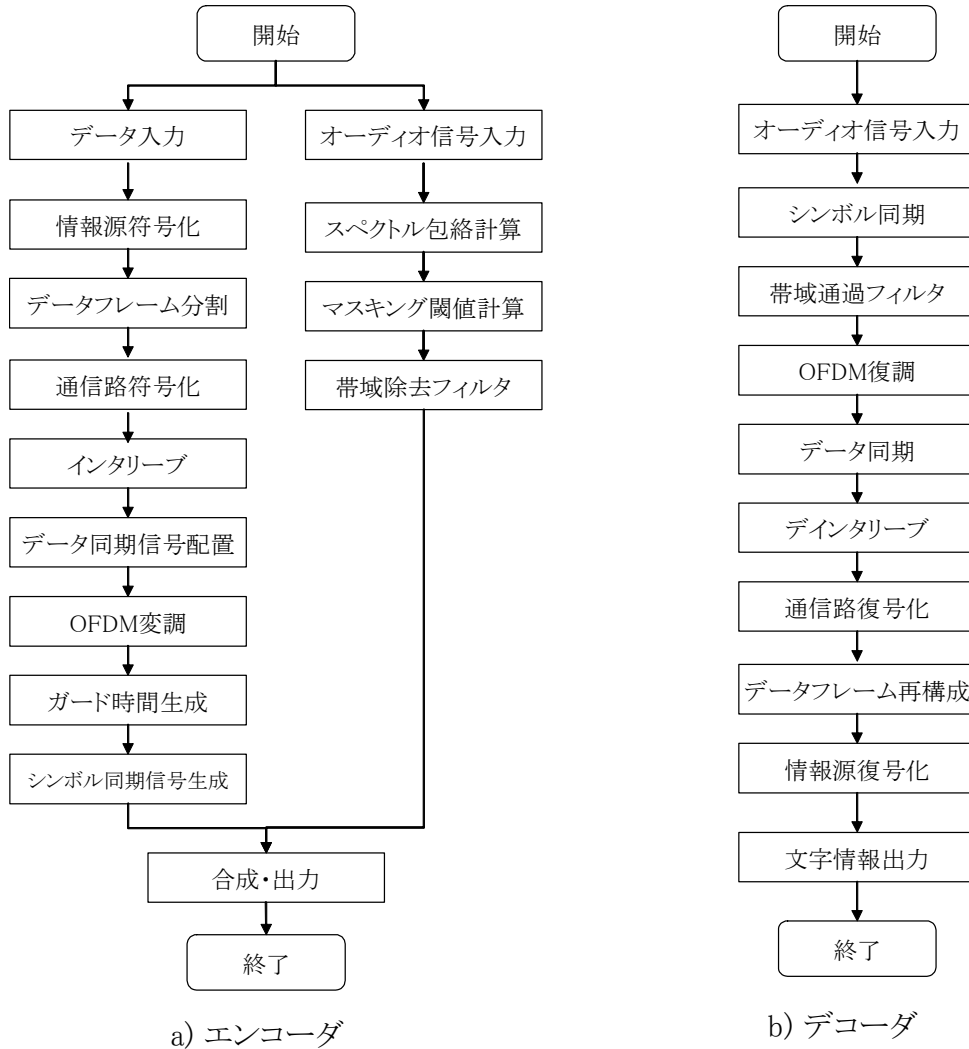 開始
データ入力
情報源符号化
データフレーム分割
通信路符号化
インタリーブ
データ同期信号配置
OFDM変調
ガード時間生成
シンボル同期信号生成
オーディオ信号入力
スペクトル包絡計算
マスキング閾値計算
帯域除去フィルタ
合成・出力
終了
a) エンコーダ
開始
オーディオ信号入力
シンボル同期
帯域通過フィルタ
OFDM復調
データ同期
デインタリーブ
通信路復号化
データフレーム再構成
情報源復号化
文字情報出力
終了
b) デコーダ